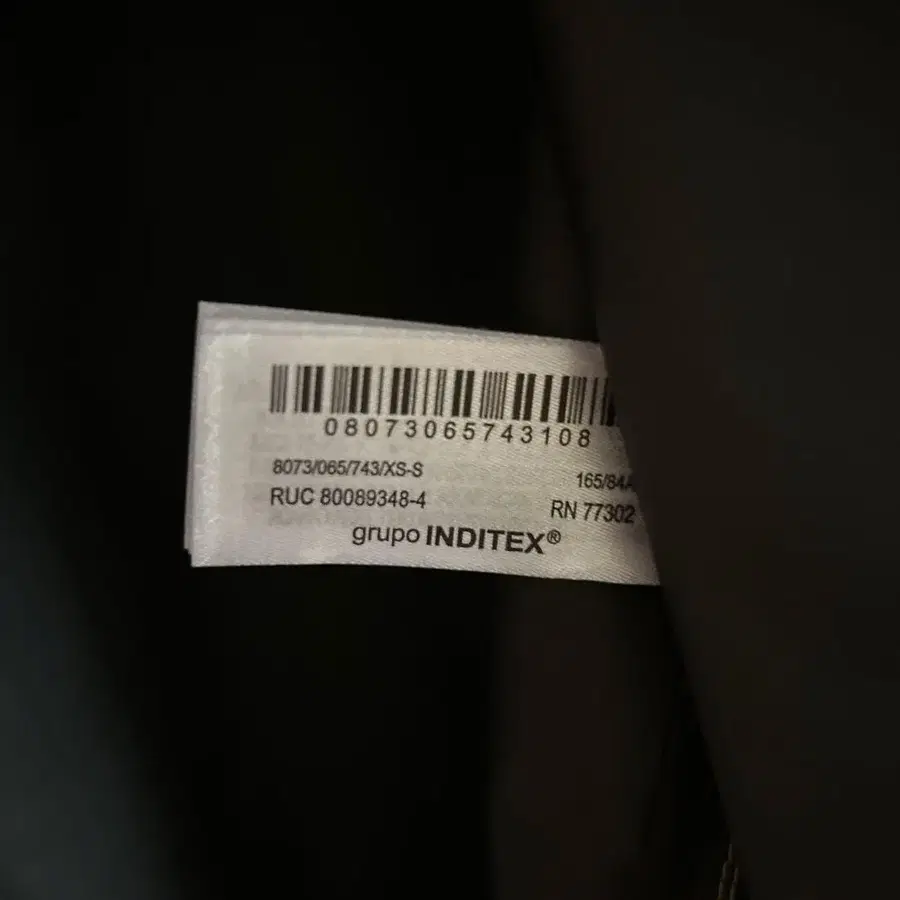 08073065743108
8073/065/743/XS-S
165/84A
RUC 80089348-4
RN 77302
grupo INDITEX®